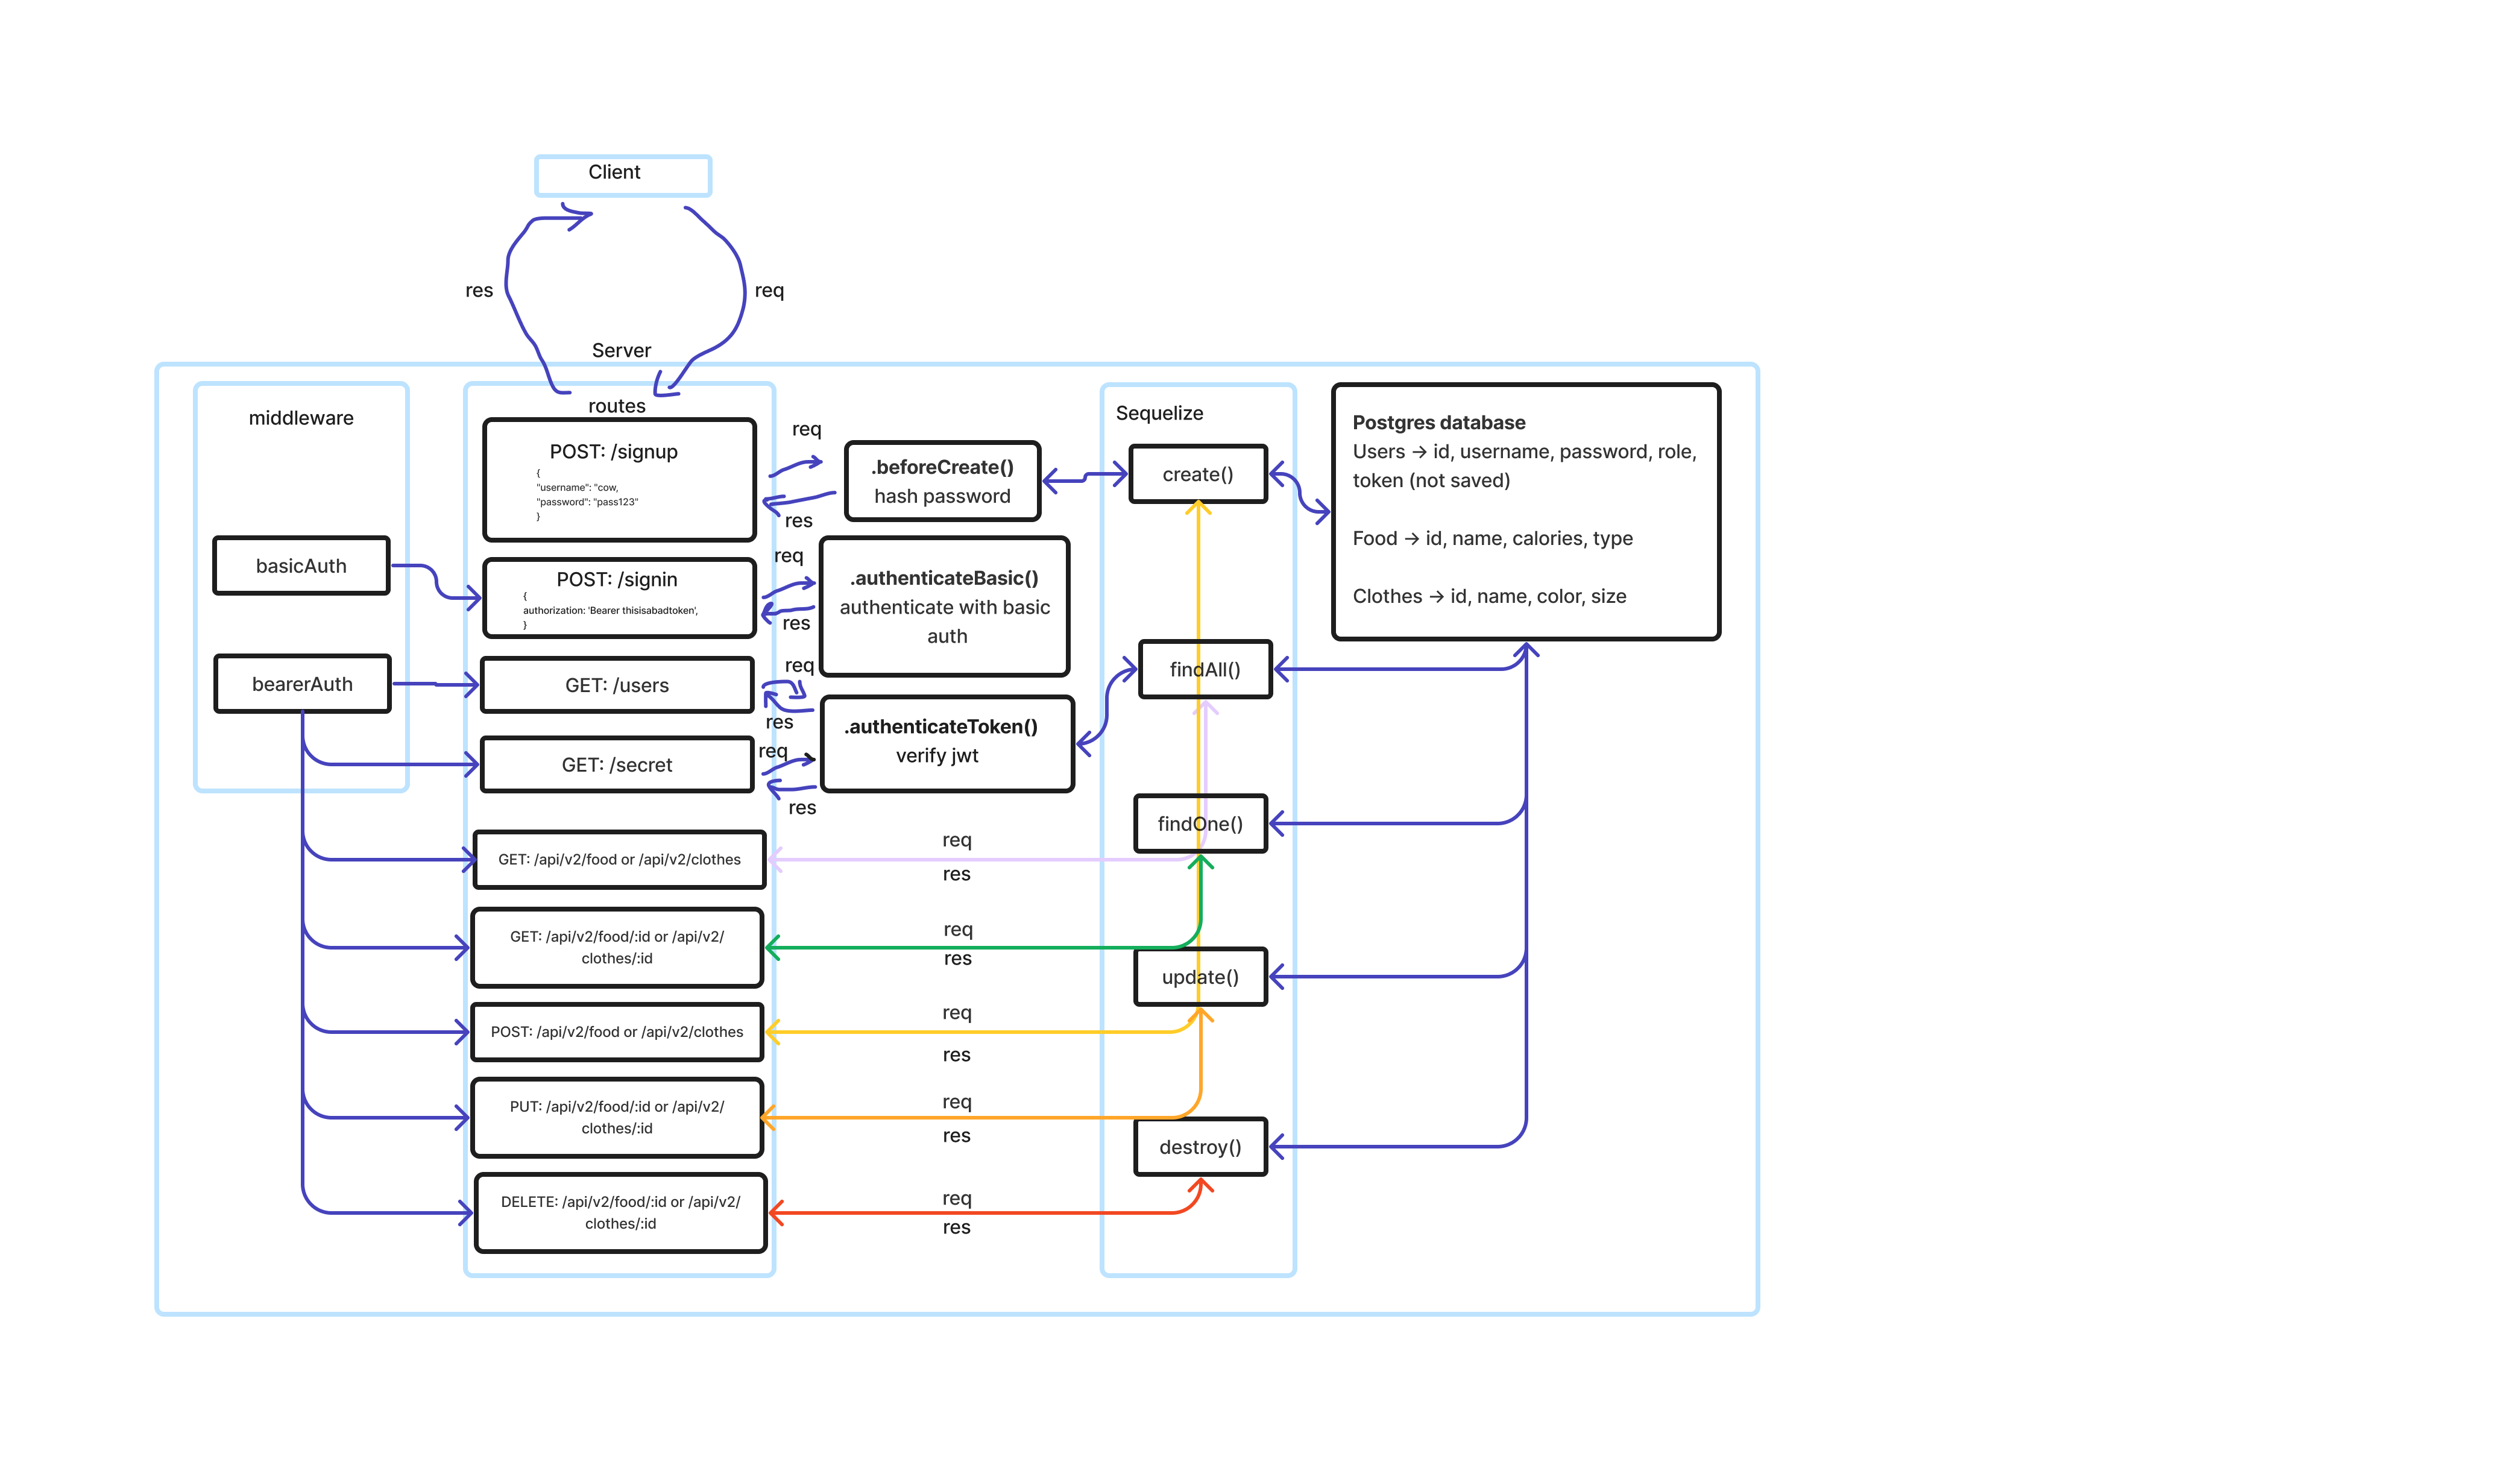 Client
res
req
Server
middleware
basicAuth
bearerAuth
routes
POST: /signup
{
"username": "cow,
"password": "pass123"
}
POST: /signin
{
authorization: 'Bearer thisisabadtoken',
}
GET: /users
GET: /secret
GET: /api/v2/food or /api/v2/clothes
GET: /api/v2/food/:id or /api/v2/
clothes/:id
POST: /api/v2/food or /api/v2/clothes
PUT: /api/v2/food/:id or /api/v2/
clothes/:id
DELETE: /api/v2/food/:id or /api/v2/
clothes/:id
req
res
req
res
req
res
req
res
req
res
req
res
req
res
req
res
req
res
.beforeCreate()
hash password
.authenticateBasic()
authenticate with basic
auth
.authenticateToken()
verify jwt
Sequelize
create()
findAll()
findOne()
update()
destroy()
Postgres database
Users → id, username, password, role,
token (not saved)
Food → id, name, calories, type
Clothes → id, name, color, size